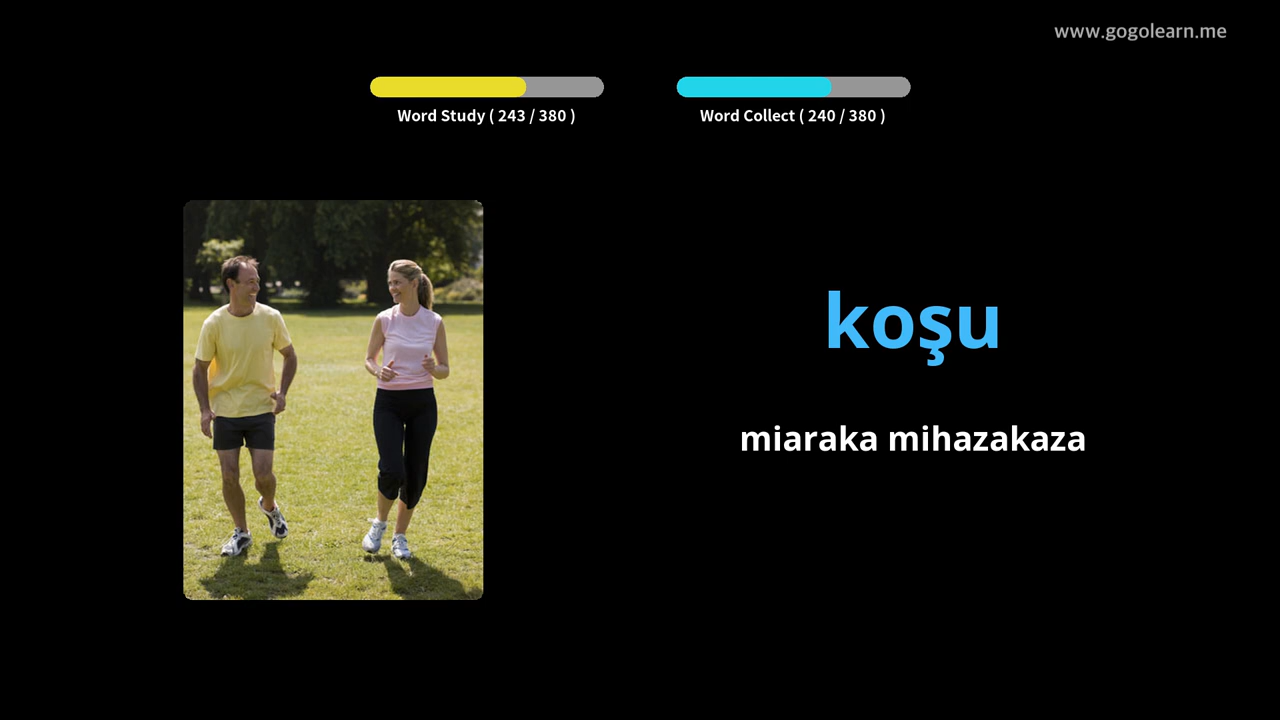 www.gogolearn.me
Word Study ( 243 / 380 )
Word Collect ( 240 / 380 )
koşu
miaraka mihazakaza